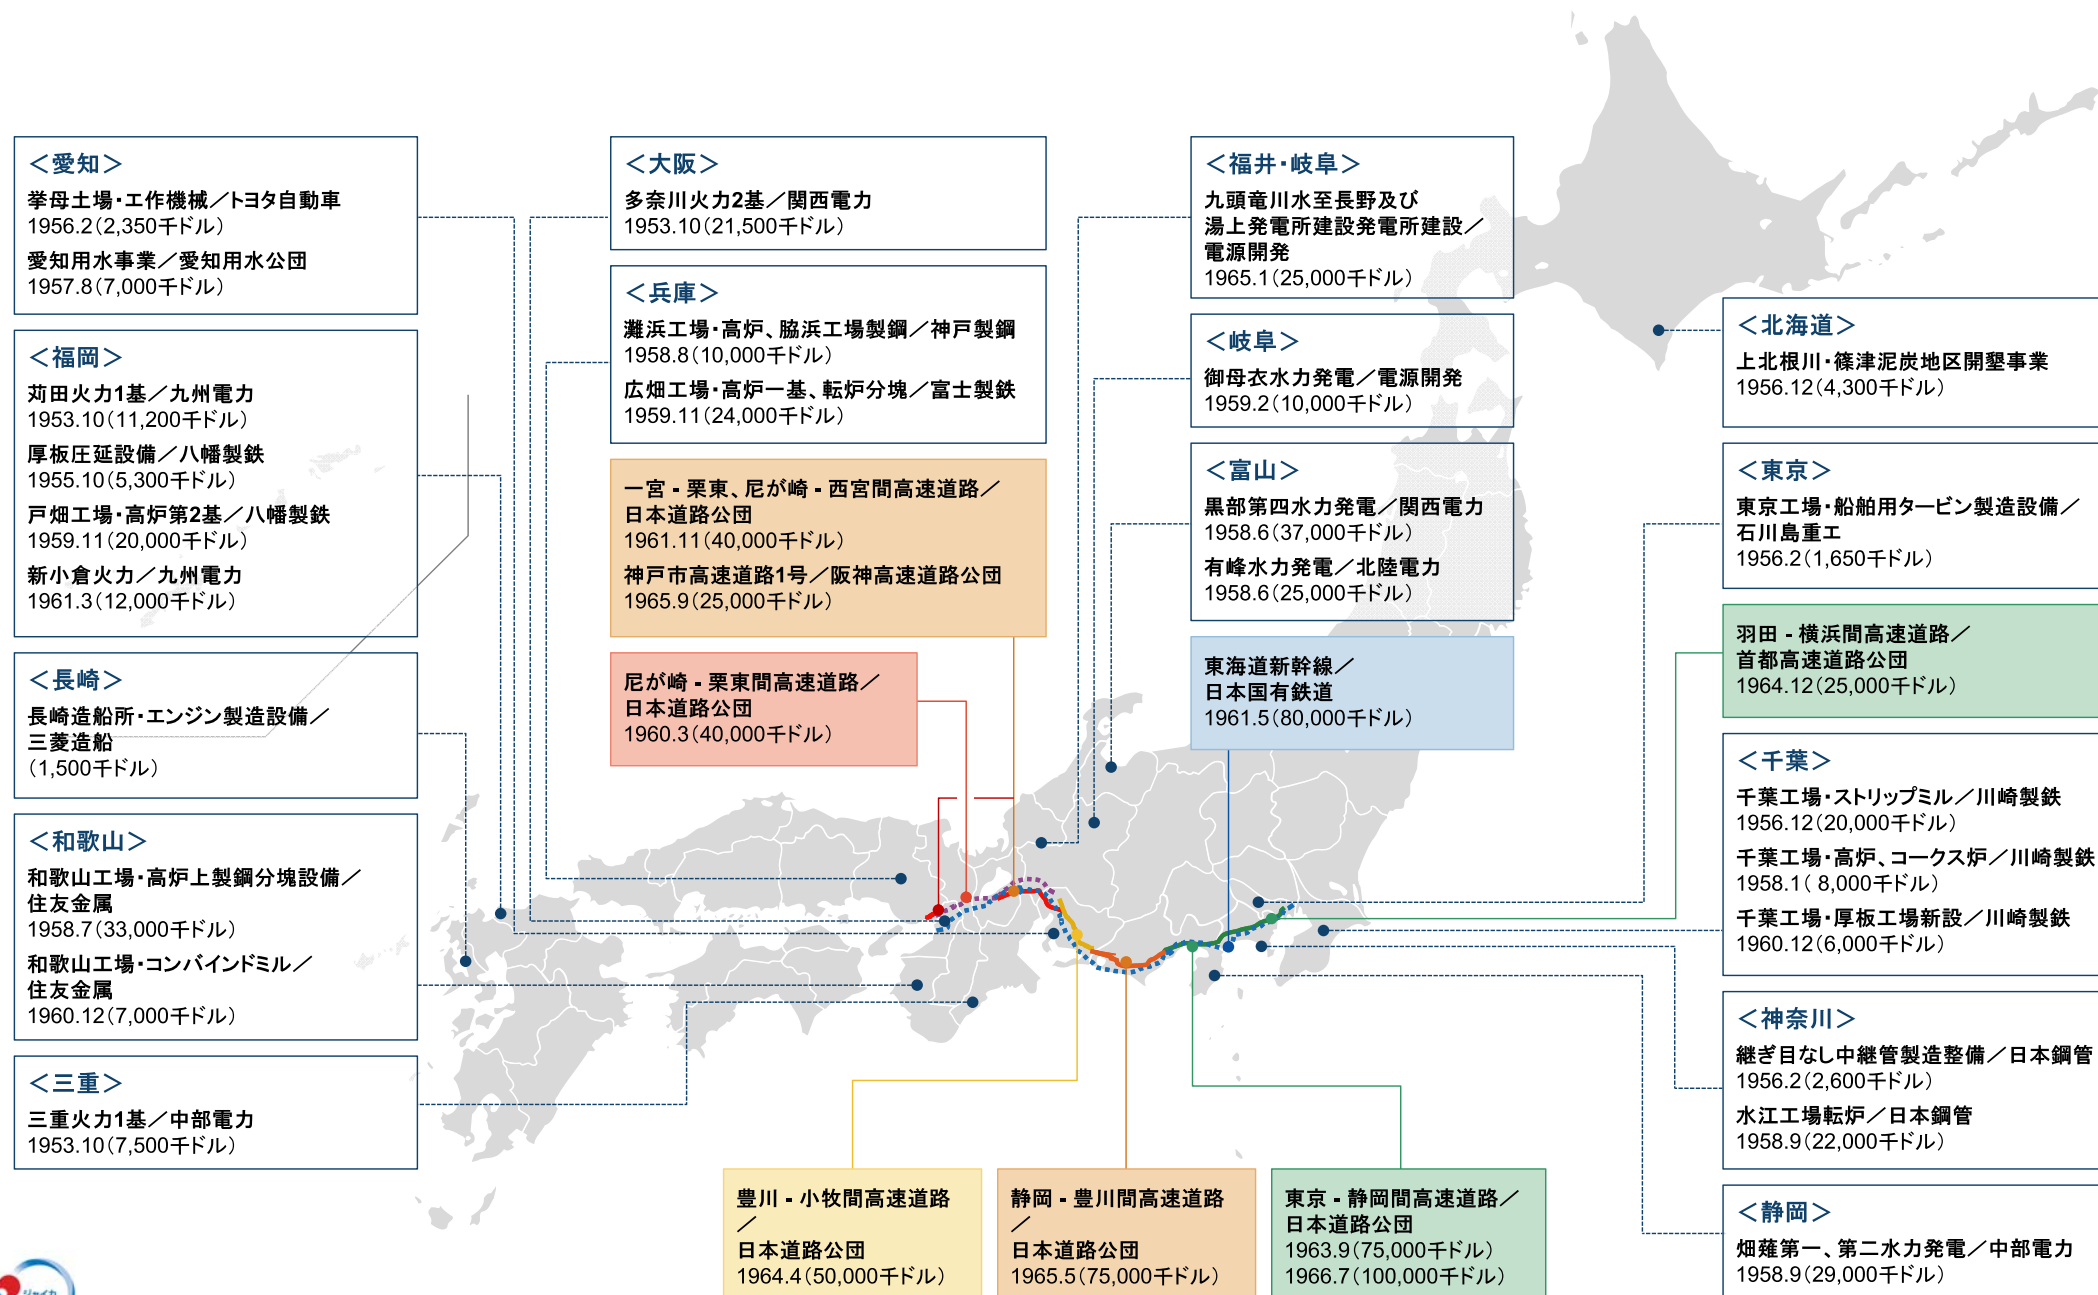 ＜愛知＞
挙母土場・工作機械／トヨタ自動車
1956.2（2,350千ドル）
愛知用水事業／愛知用水公団
1957.8（7,000千ドル）
＜福岡＞
苅田火力1基／九州電力
1953.10（11,200千ドル）
厚板圧延設備／八幡製鉄
1955.10（5,300千ドル）
戸畑工場・高炉第2基／八幡製鉄
1959.11（20,000千ドル）
新小倉火力／九州電力
1961.3（12,000千ドル）
＜長崎＞
長崎造船所・エンジン製造設備／
三菱造船
（1,500千ドル）
＜和歌山＞
和歌山工場・高炉上製鋼分塊設備／
住友金属
1958.7（33,000千ドル）
和歌山工場・コンバインドミル／
住友金属
1960.12（7,000千ドル）
＜三重＞
三重火力1基／中部電力
1953.10（7,500千ドル）
＜大阪＞
多奈川火力2基／関西電力
1953.10（21,500千ドル）
＜兵庫＞
灘浜工場・高炉、脇浜工場製鋼／神戸製鋼
1958.8（10,000千ドル）
広畑工場・高炉一基、転炉分塊／富士製鉄
1959.11（24,000千ドル）
一宮 - 栗東、尼が崎 - 西宮間高速道路／
日本道路公団
1961.11（40,000千ドル）
神戸市高速道路1号／阪神高速道路公団
1965.9（25,000千ドル）
尼が崎 - 栗東間高速道路／
日本道路公団
1960.3（40,000千ドル）
＜福井・岐阜＞
九頭竜川水至長野及び
湯上発電所建設発電所建設／
電源開発
1965.1（25,000千ドル）
＜岐阜＞
御母衣水力発電／電源開発
1959.2（10,000千ドル）
＜富山＞
黒部第四水力発電／関西電力
1958.6（37,000千ドル）
有峰水力発電／北陸電力
1958.6（25,000千ドル）
東海道新幹線／
日本国有鉄道
1961.5（80,000千ドル）
＜北海道＞
上北根川・篠津泥炭地区開墾事業
1956.12（4,300千ドル）
＜東京＞
東京工場・船舶用タービン製造設備／
石川島重工
1956.2（1,650千ドル）
羽田 - 横浜間高速道路／
首都高速道路公団
1964.12（25,000千ドル）
＜千葉＞
千葉工場・ストリップミル／川崎製鉄
1956.12（20,000千ドル）
千葉工場・高炉、コークス炉／川崎製鉄
1958.1（ 8,000千ドル）
千葉工場・厚板工場新設／川崎製鉄
1960.12（6,000千ドル）
＜神奈川＞
継ぎ目なし中継管製造整備／日本鋼管
1956.2（2,600千ドル）
水江工場転炉／日本鋼管
1958.9（22,000千ドル）
＜静岡＞
畑薙第一、第二水力発電／中部電力
1958.9（29,000千ドル）
豊川 - 小牧間高速道路
／
日本道路公団
1964.4（50,000千ドル）
静岡 - 豊川間高速道路
／
日本道路公団
1965.5（75,000千ドル）
東京 - 静岡間高速道路／
日本道路公団
1963.9（75,000千ドル）
1966.7（100,000千ドル）
ジャイカ